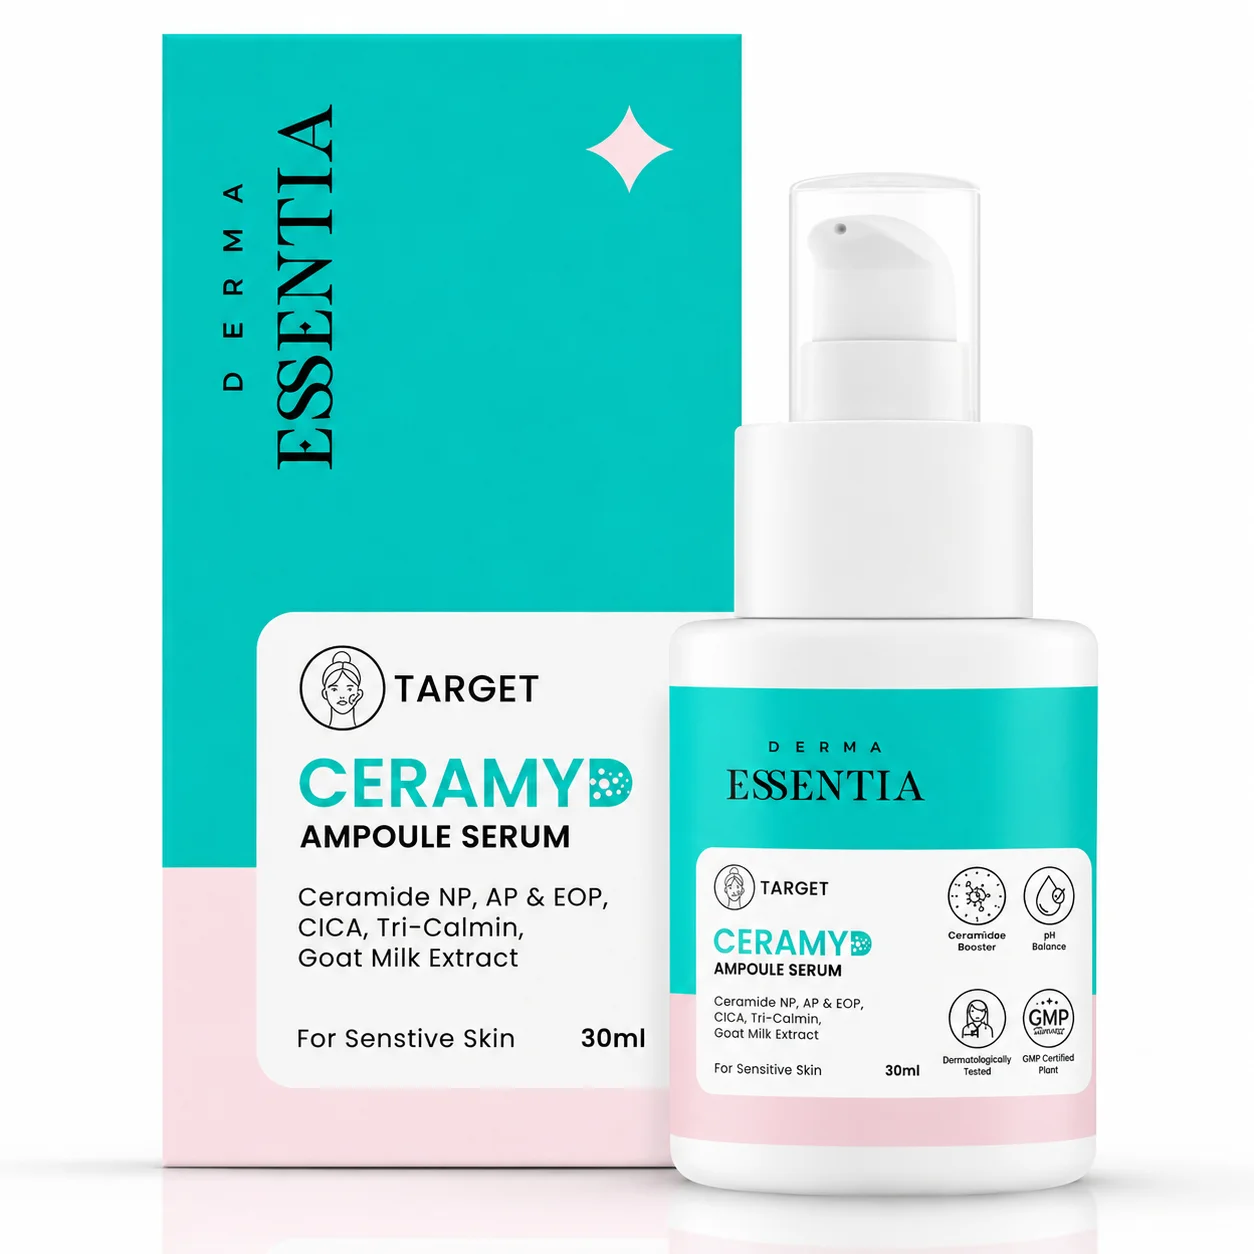 DERMA
ESSENTIA
TARGET
CERAMYD
AMPOULE SERUM
Ceramide NP, AP & EOP,
CICA, Tri-Calmin,
Goat Milk Extract
For Senstive Skin
30ml
DERMA
ESSENTIA
TARGET
CERAMYD
AMPOULE SERUM
Ceramide NP, AP & EOP,
CICA, Tri-Calmin,
Goat Milk Extract
For Sensitive Skin
30ml
Booster
pH
Balance
Dermatologically
Tested
GMP
GMP Certified
Plant